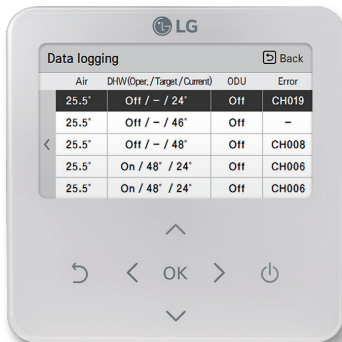 LG
Data logging Back
Air DHW(Oper./Target/Current) ODU Error
25.5° Off / – / 24° Off CH019
25.5° Off / – / 46° Off –
25.5° Off / – / 48° Off CH008
25.5° On / 48° / 24° Off CH006
25.5° On / 48° / 24° Off CH006
OK